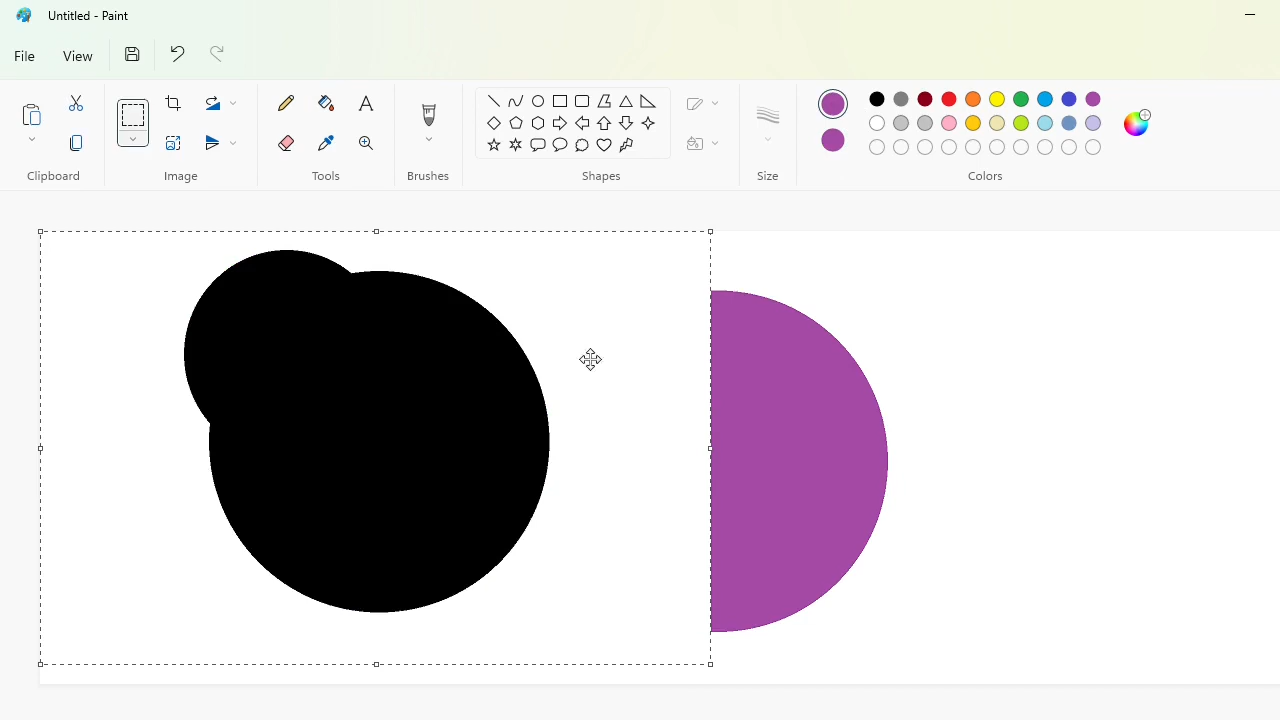 Untitled - Paint
File View
A
Clipboard Image Tools Brushes Shapes Size Colors